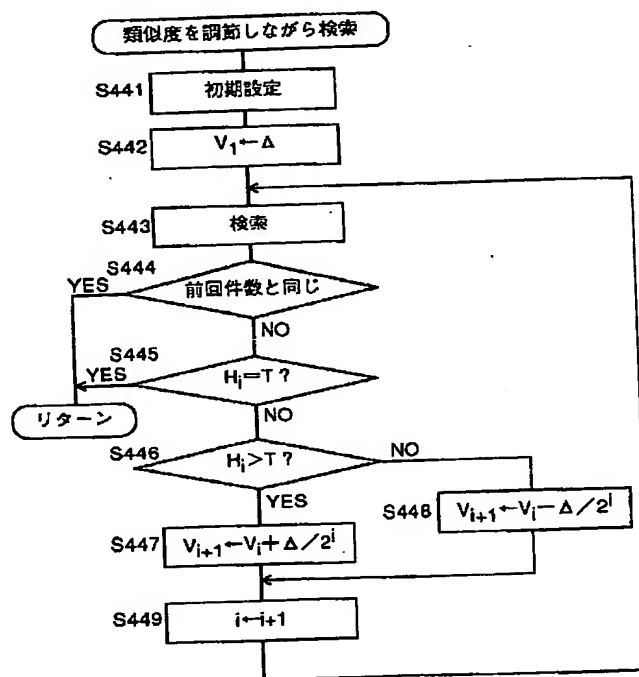 類似度を調節しながら検索
S441
初期設定
S442
V₁←Δ
S443
検索
S444
YES
前回件数と同じ
NO
S445
YES
Hᵢ=T?
NO
リターン
S446
Hᵢ>T?
NO
YES
S448
Vᵢ₊₁←Vᵢ−Δ/2ⁱ
S447
Vᵢ₊₁←Vᵢ+Δ/2ⁱ
S449
i←i+1